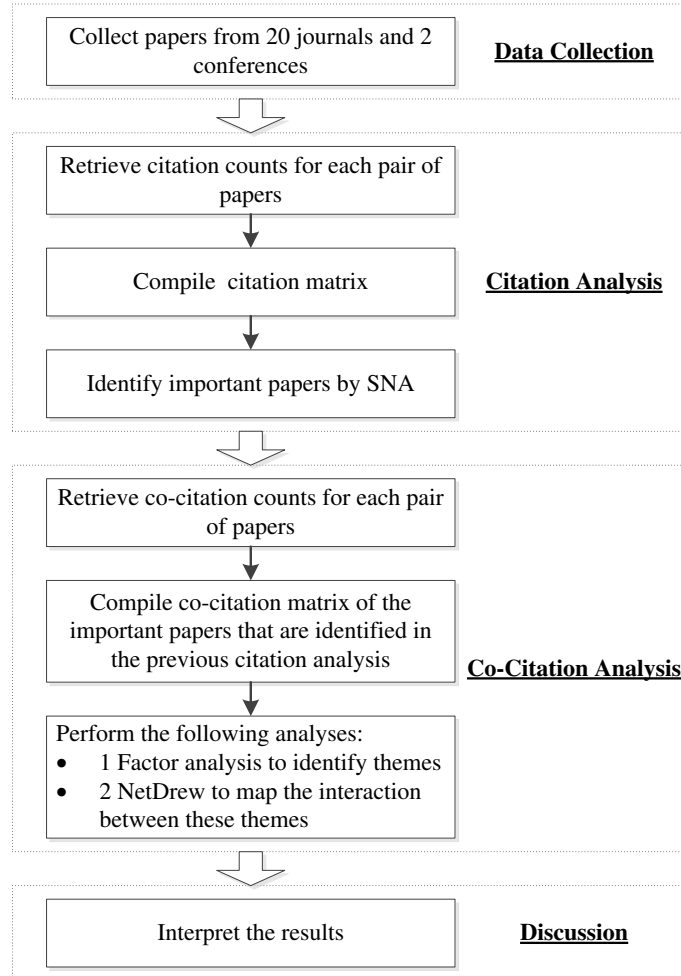 Collect papers from 20 journals and 2
conferences
Data Collection
Retrieve citation counts for each pair of
papers
Compile citation matrix
Citation Analysis
Identify important papers by SNA
Retrieve co-citation counts for each pair
of papers
Compile co-citation matrix of the
important papers that are identified in
the previous citation analysis
Co-Citation Analysis
Perform the following analyses:
• 1 Factor analysis to identify themes
• 2 NetDrew to map the interaction
between these themes
Interpret the results
Discussion